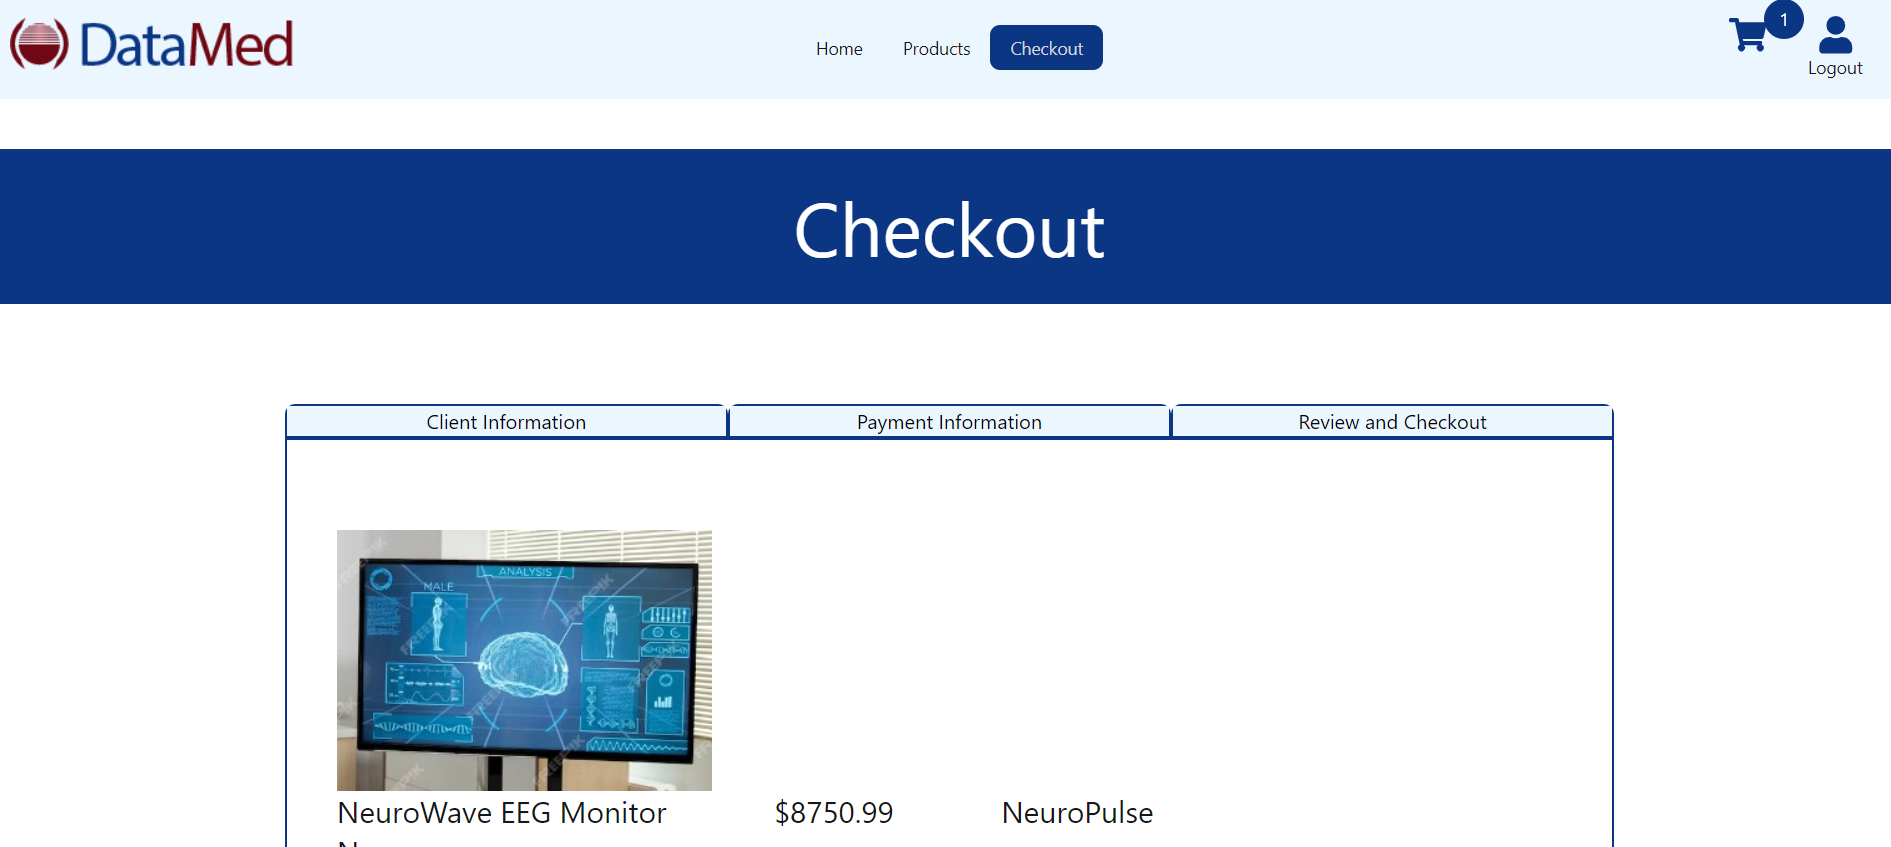 DataMed
Home Products Checkout
1
Logout
Checkout
Client Information Payment Information Review and Checkout
ANALYSIS
MALE
FREEPIK
NeuroWave EEG Monitor $8750.99 NeuroPulse